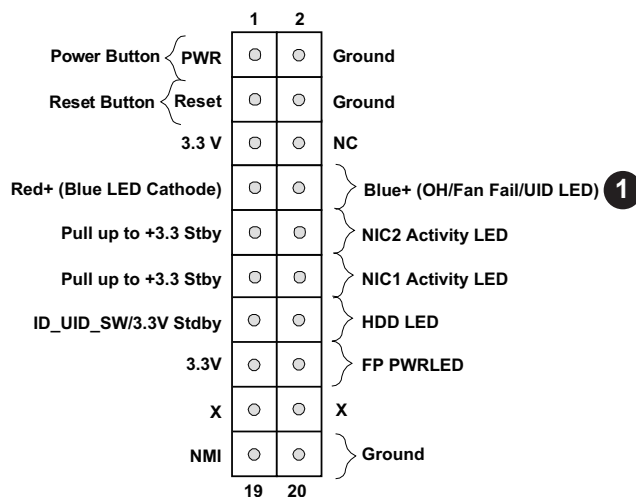 1 2
Power Button PWR Ground
Reset Button Reset Ground
3.3 V NC
Red+ (Blue LED Cathode) Blue+ (OH/Fan Fail/UID LED) 1
Pull up to +3.3 Stby NIC2 Activity LED
Pull up to +3.3 Stby NIC1 Activity LED
ID_UID_SW/3.3V Stdby HDD LED
3.3V FP PWRLED
X X
NMI Ground
19 20